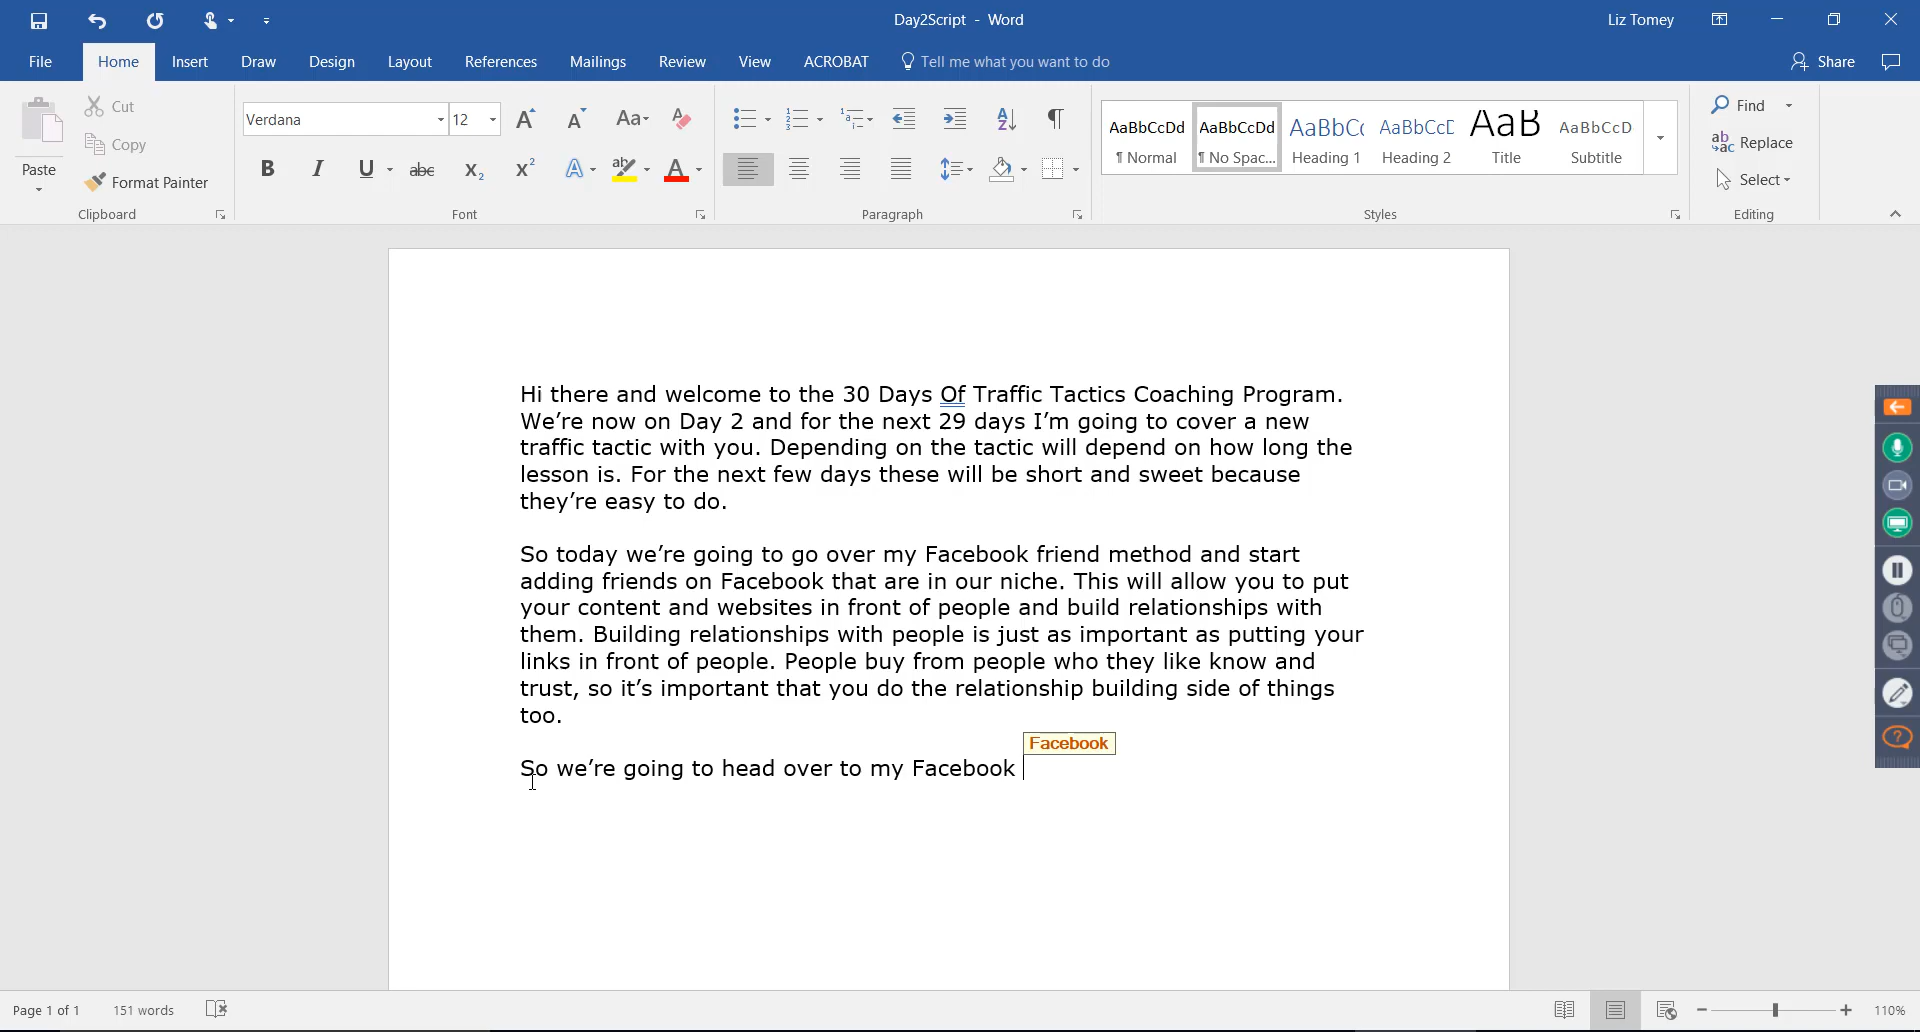 Day2Script - Word
Liz Tomey
File Home Insert Draw Design Layout References Mailings Review View ACROBAT Tell me what you want to do Share
Paste
Cut
Copy
Format Painter
Clipboard
Verdana 12
Aa
B I U abc X₂ X² A ab A
Font
Paragraph
AaBbCcDd AaBbCcDd AaBbCc AaBbCcC AaB AaBbCcD
¶ Normal ¶ No Spac... Heading 1 Heading 2 Title Subtitle
Styles
Find
Replace
Select
Editing
Hi there and welcome to the 30 Days Of Traffic Tactics Coaching Program.
We’re now on Day 2 and for the next 29 days I’m going to cover a new
traffic tactic with you. Depending on the tactic will depend on how long the
lesson is. For the next few days these will be short and sweet because
they’re easy to do.
So today we’re going to go over my Facebook friend method and start
adding friends on Facebook that are in our niche. This will allow you to put
your content and websites in front of people and build relationships with
them. Building relationships with people is just as important as putting your
links in front of people. People buy from people who they like know and
trust, so it’s important that you do the relationship building side of things
too.
Facebook
So we’re going to head over to my Facebook
Page 1 of 1 151 words
110%